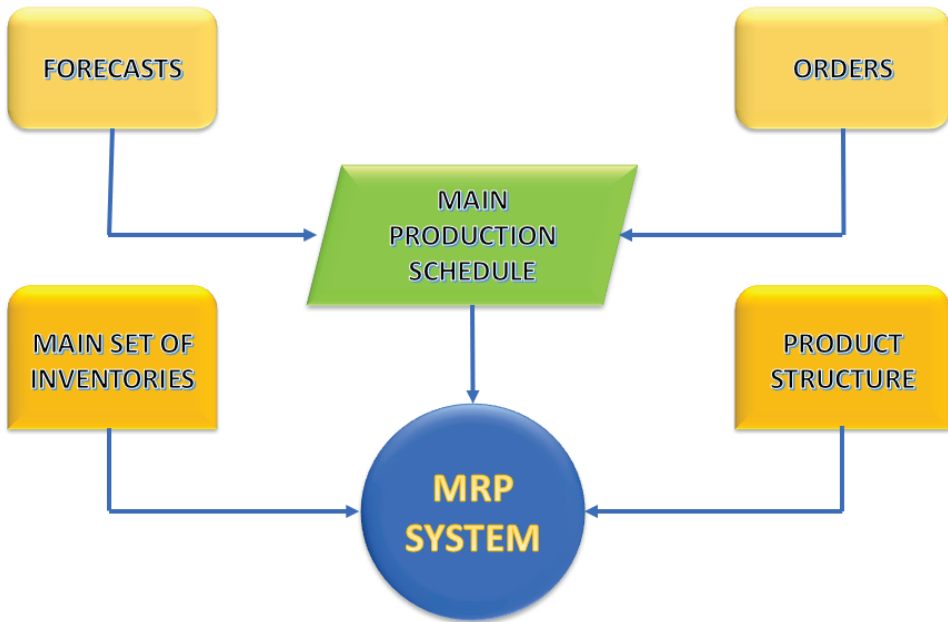 FORECASTS
ORDERS
MAIN
PRODUCTION
SCHEDULE
MAIN SET OF
INVENTORIES
PRODUCT
STRUCTURE
MRP
SYSTEM